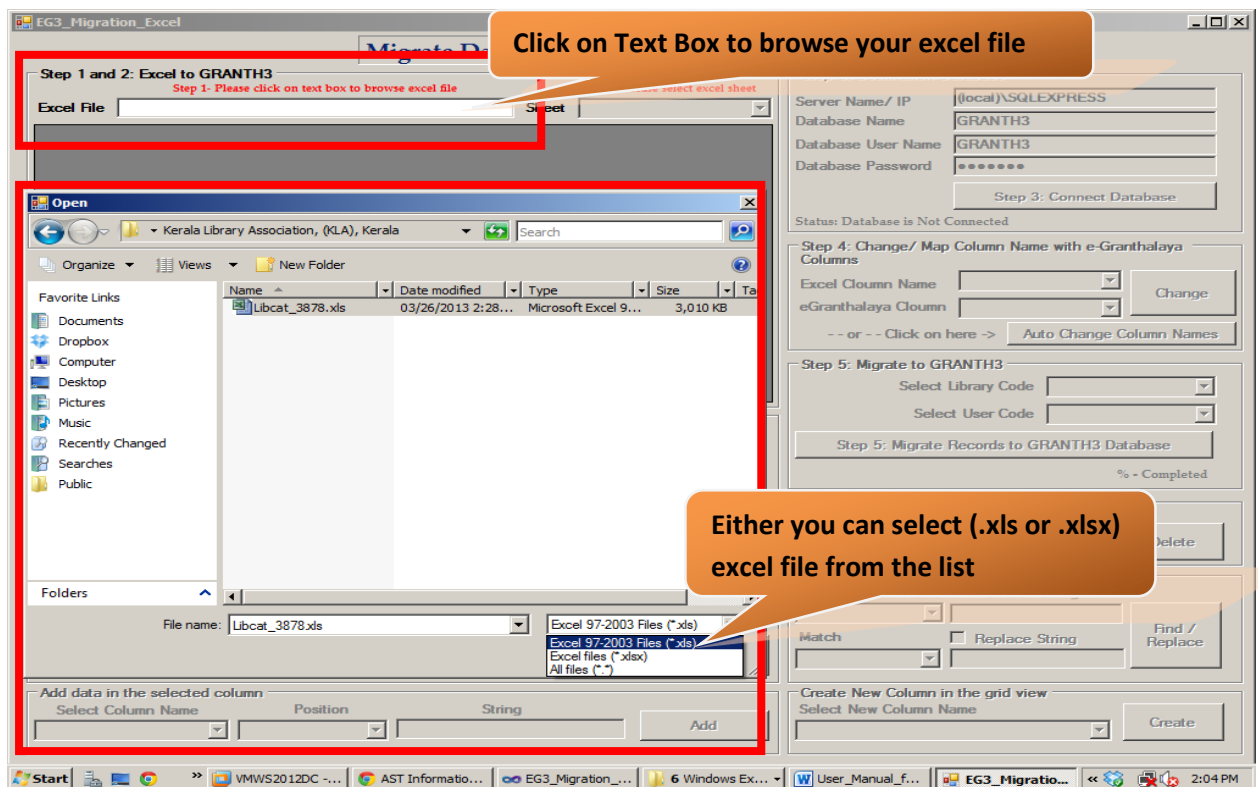 EG3_Migration_Excel
Click on Text Box to browse your excel file
Step 1 and 2: Excel to GRANTH3
Step 1- Please click on text box to browse excel file
select excel sheet
Excel File
Sheet
Server Name/ IP
(local)\SQLEXPRESS
Database Name
GRANTH3
Database User Name
GRANTH3
Database Password
•••••••
Step 3: Connect Database
Status: Database is Not Connected
Open
Kerala Library Association, (KLA), Kerala
Search
Organize
Views
New Folder
Favorite Links
Documents
Dropbox
Computer
Desktop
Pictures
Music
Recently Changed
Searches
Public
Folders
Name
Date modified
Type
Size
Libcat_3878.xls
03/26/2013 2:28...
Microsoft Excel 9...
3,010 KB
File name:
Libcat_3878.xls
Excel 97-2003 Files (*.xls)
Excel 97-2003 Files (*.xls)
Excel files (*.xlsx)
All files (*.*)
Step 4: Change/ Map Column Name with e-Granthalaya
Columns
Excel Cloumn Name
eGranthalaya Cloumn
Change
- - or - - Click on here ->
Auto Change Column Names
Step 5: Migrate to GRANTH3
Select Library Code
Select User Code
Step 5: Migrate Records to GRANTH3 Database
% - Completed
Either you can select (.xls or .xlsx)
excel file from the list
Delete
Match
Replace String
Find /
Replace
Add data in the selected column
Select Column Name
Position
String
Add
Create New Column in the grid view
Select New Column Name
Create
Start
VMWS2012DC -...
AST Informatio...
EG3_Migration_...
6 Windows Ex...
User_Manual_f...
EG3_Migratio...
2:04 PM